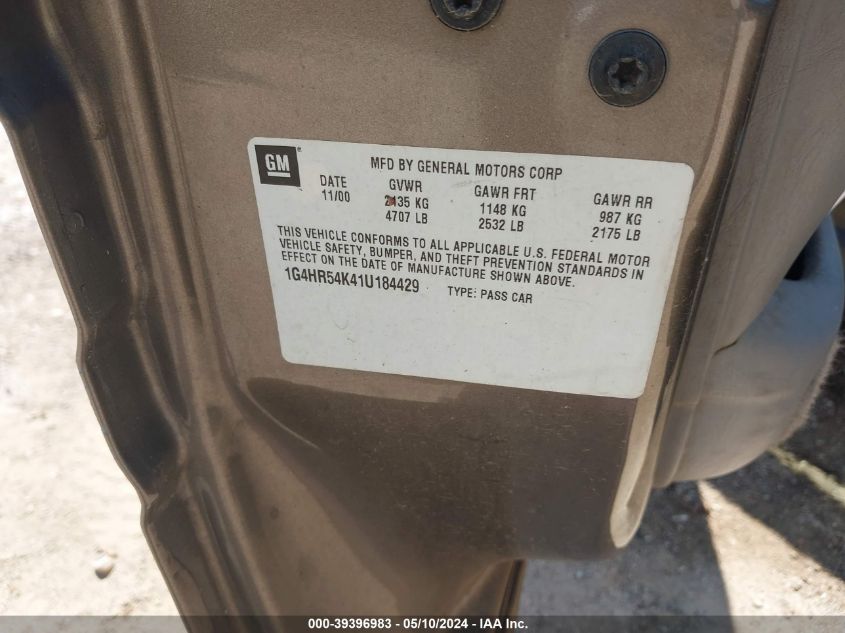 GM
MFD BY GENERAL MOTORS CORP
DATE GVWR GAWR FRT GAWR RR
11/00 2135 KG 1148 KG 987 KG
4707 LB 2532 LB 2175 LB
THIS VEHICLE CONFORMS TO ALL APPLICABLE U.S. FEDERAL MOTOR
VEHICLE SAFETY, BUMPER, AND THEFT PREVENTION STANDARDS IN
EFFECT ON THE DATE OF MANUFACTURE SHOWN ABOVE.
1G4HR54K41U184429 TYPE: PASS CAR
000-39396983 - 05/10/2024 - IAA Inc.